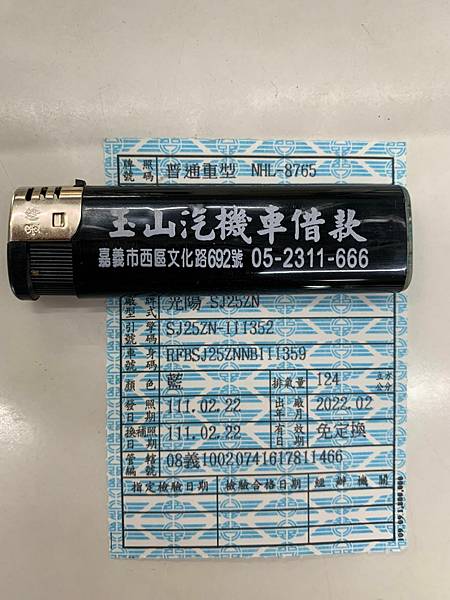 牌照號碼 普通重型 NHL-8765
玉山汽機車借款
嘉義市西區文化路692號 05-2311-666
廠牌型式 光陽 SJ25ZN
引擎號碼 SJ25ZN-111352
車身號碼 RFBSJ25ZNNB111359
顏色 藍 排氣量 124 立方公分
發照日期 111.02.22 出廠年月 2022.02
換補照日期 111.02.22 有效日期 免定換
管轄編號 08義10020741617811466
指定檢驗日期 檢驗合格日期 經辦機關